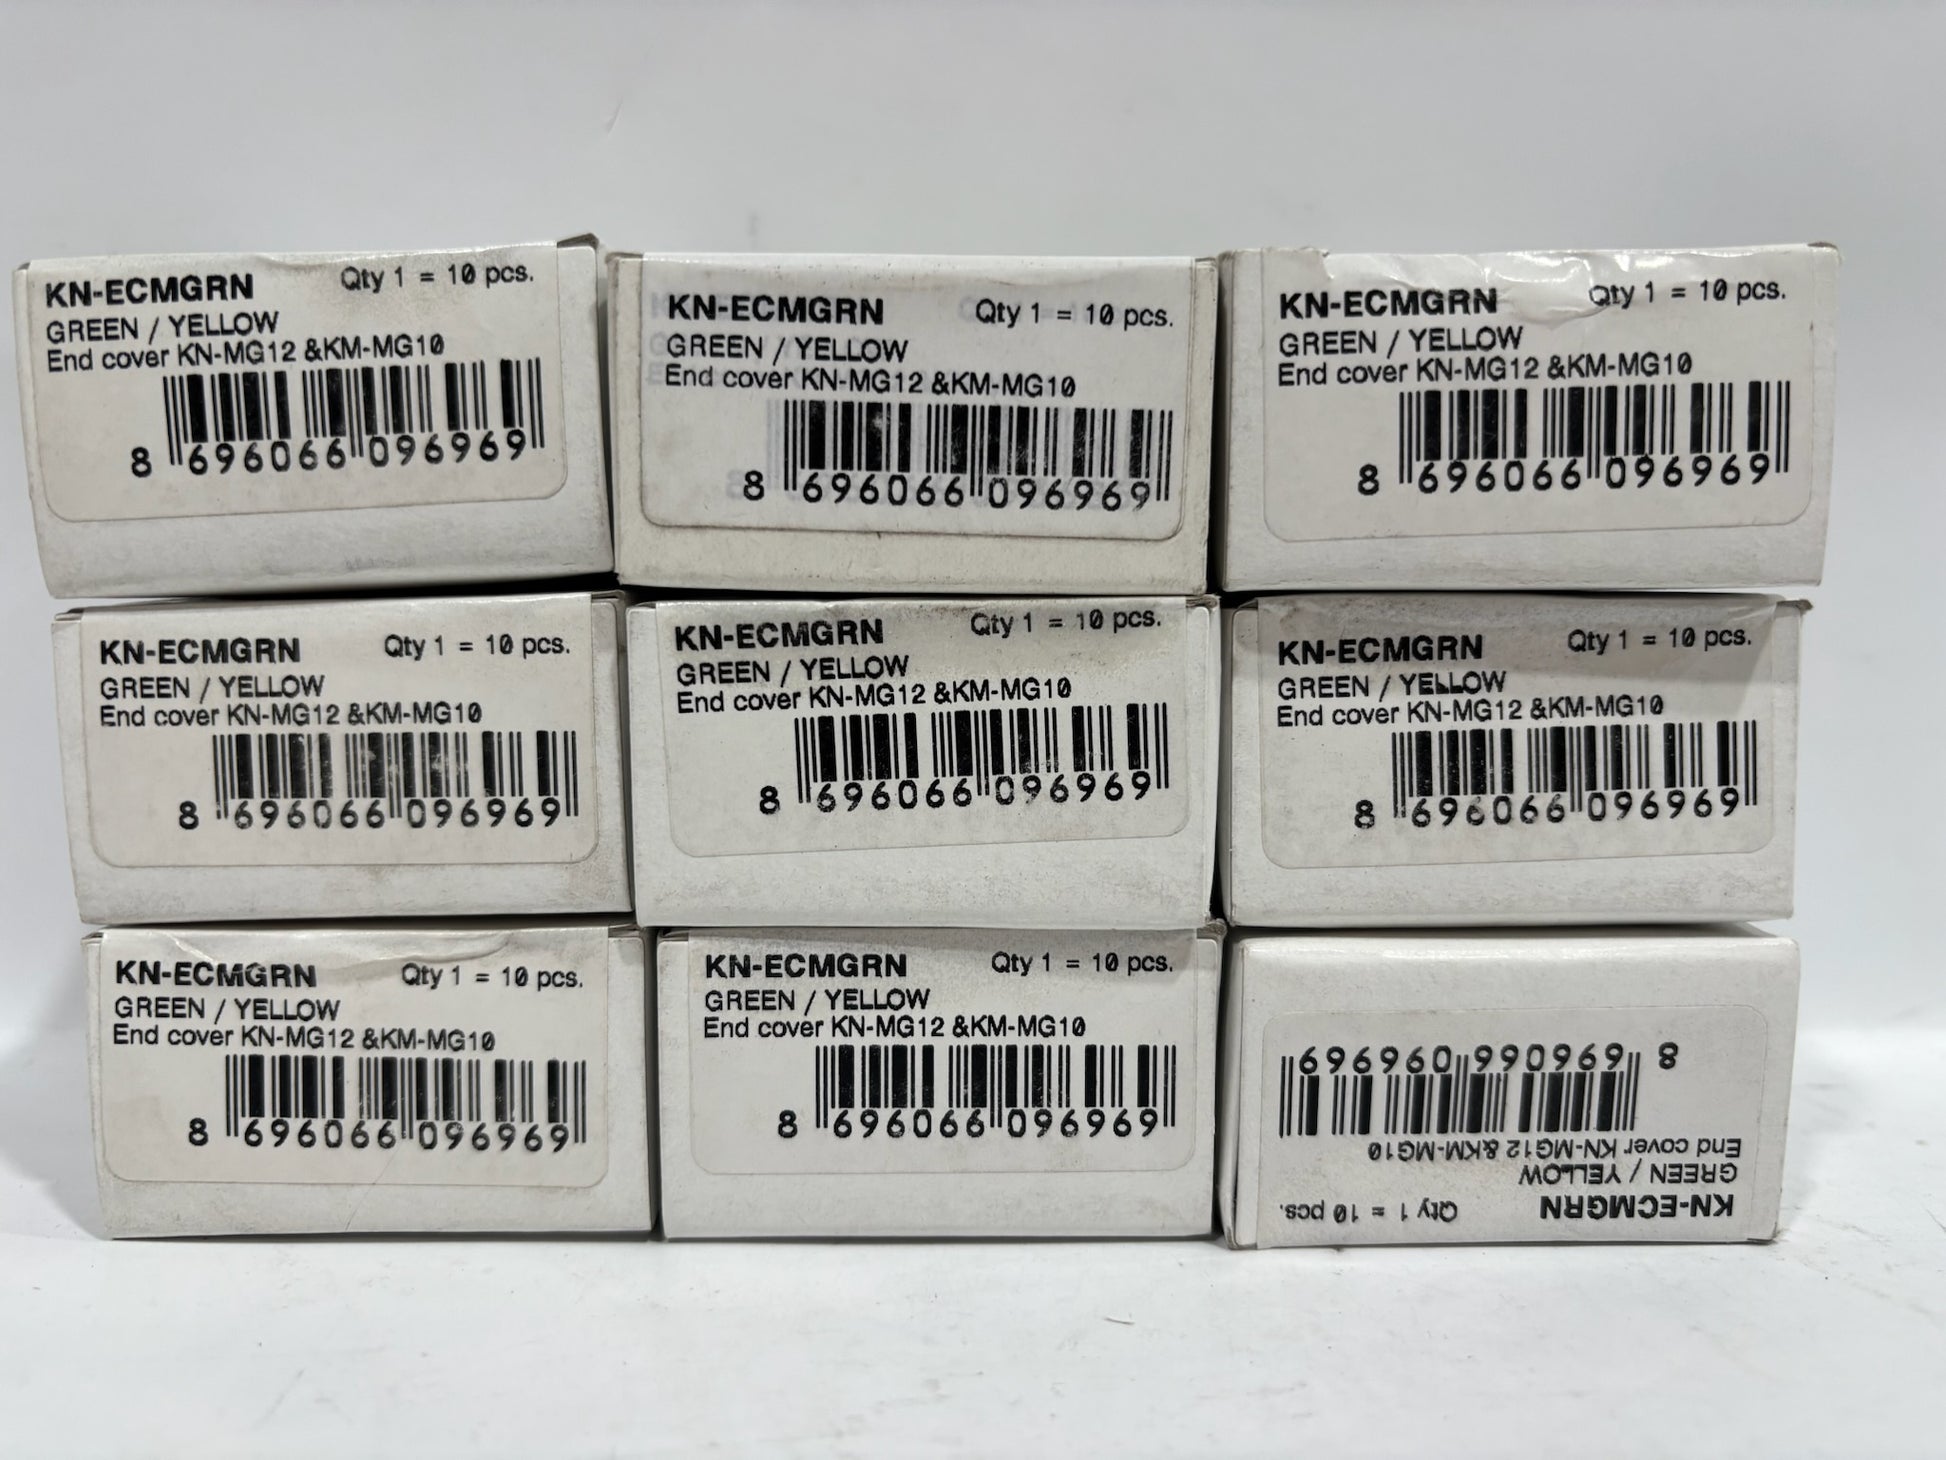 KN-ECMGRN Qty 1 = 10 pcs.
GREEN / YELLOW
End cover KN-MG12 &KM-MG10
8 696066 096969
KN-ECMGRN Qty 1 = 10 pcs.
GREEN / YELLOW
End cover KN-MG12 &KM-MG10
8 696066 096969
KN-ECMGRN Qty 1 = 10 pcs.
GREEN / YELLOW
End cover KN-MG12 &KM-MG10
8 696066 096969
KN-ECMGRN Qty 1 = 10 pcs.
GREEN / YELLOW
End cover KN-MG12 &KM-MG10
8 696066 096969
KN-ECMGRN Qty 1 = 10 pcs.
GREEN / YELLOW
End cover KN-MG12 &KM-MG10
8 696066 096969
KN-ECMGRN Qty 1 = 10 pcs.
GREEN / YELLOW
End cover KN-MG12 &KM-MG10
8 696066 096969
KN-ECMGRN Qty 1 = 10 pcs.
GREEN / YELLOW
End cover KN-MG12 &KM-MG10
8 696066 096969
KN-ECMGRN Qty 1 = 10 pcs.
GREEN / YELLOW
End cover KN-MG12 &KM-MG10
8 696066 096969
KN-ECMGRN Qty 1 = 10 pcs.
GREEN / YELLOW
End cover KN-MG12 &KM-MG10
8 696066 096969